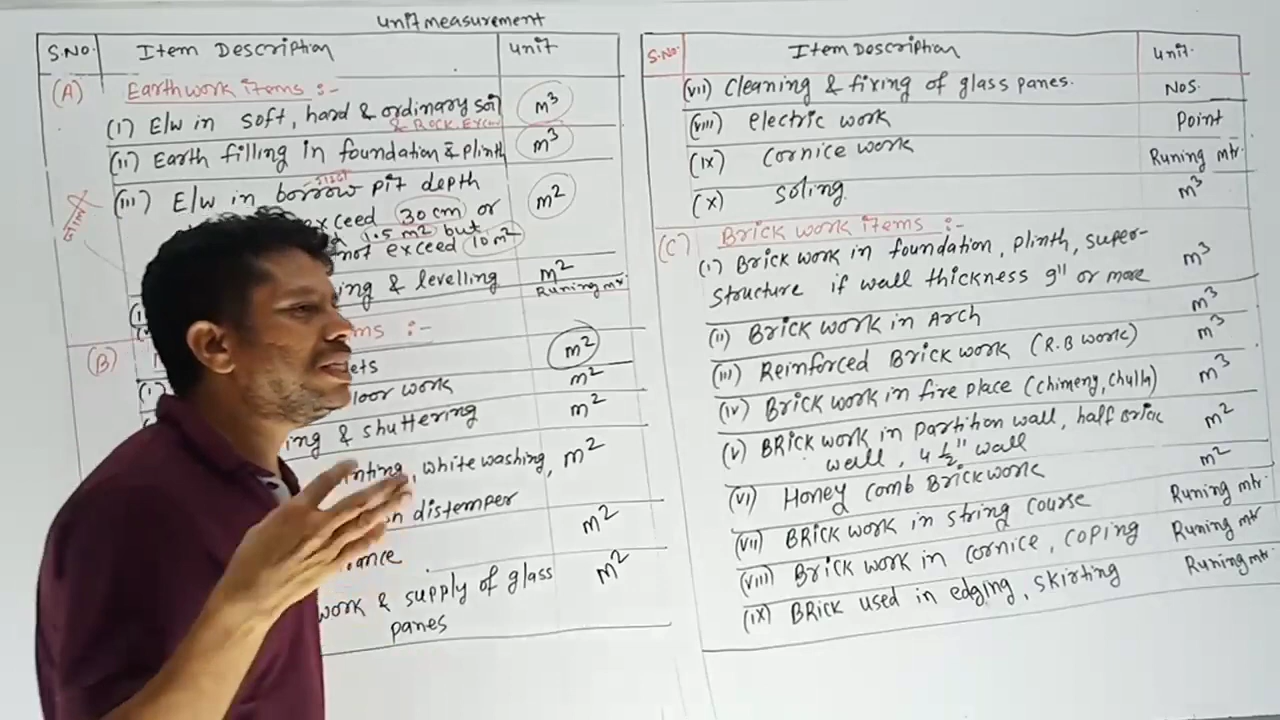 unit measurement
S.No. Item Description unit
(A) Earthwork items :-
(i) E/w in soft, hard & ordinary soil m³
& Rock Exca
(ii) Earth filling in foundation & plinth m³
(iii) E/w in borrow pit depth m²
exceed 30 cm or
1.5 m² but
not exceed 10 m²
ing & levelling m²
Runing mtr
(B) ms :-
(i) ets m²
loor work m²
ing & shuttering m²
nting, white washing, m²
on distemper
ance m²
work & supply of glass m²
panes
S.No. Item Description unit.
(vii) Cleaning & fixing of glass panes. Nos.
(viii) electric work Point
(ix) Cornice work Runing mtr.
(x) soling. m³
(C) Brick work items :-
(i) Brick work in foundation, plinth, super-
structure if wall thickness 9" or more m³
(ii) Brick work in Arch m³
(iii) Reinforced Brick work (R.B work) m³
(iv) Brick work in fire place (chimeny, chulla) m³
(v) BRick work in partition wall, half Brick m²
wall, 4 ½" wall
(vi) Honey comb Brickwork m²
(vii) BRick work in string course Runing mtr.
(viii) Brick work in cornice, coping Runing mtr
(ix) BRick used in edging, skirting Runing mtr.